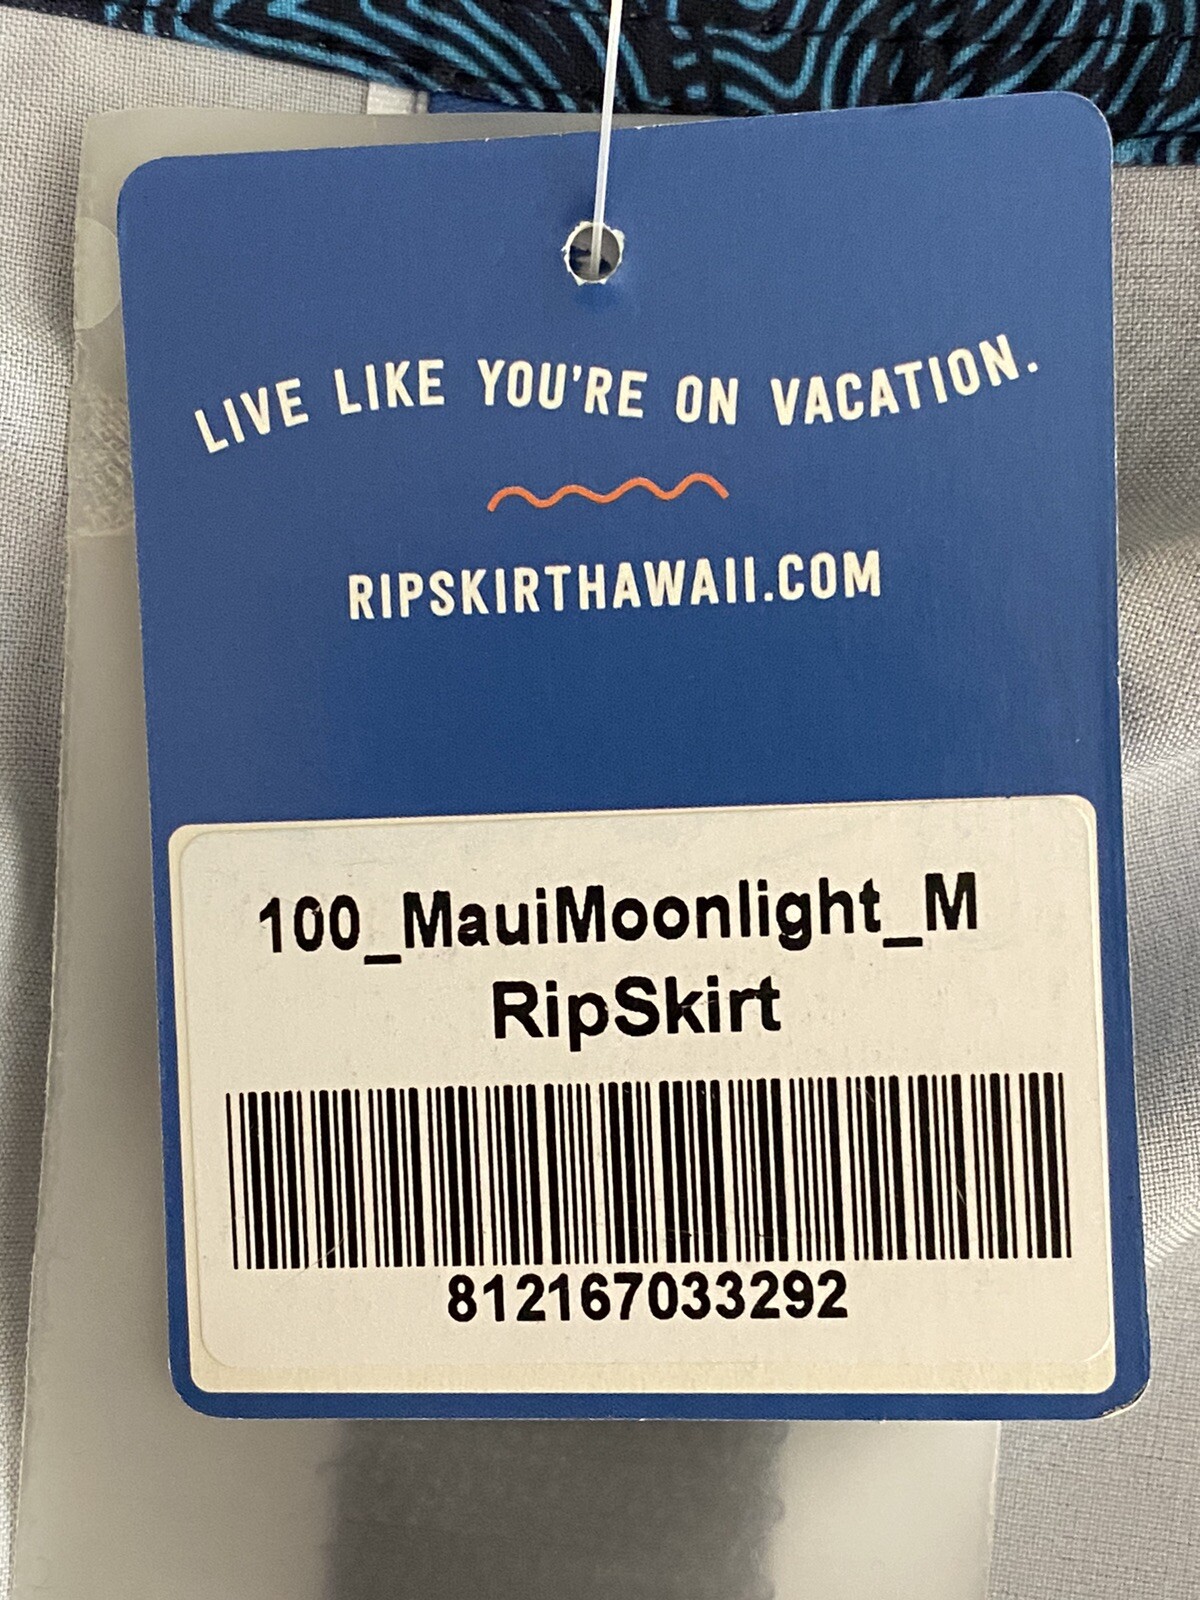 LIVE LIKE YOU'RE ON VACATION.
RIPSKIRTHAWAII.COM
100_MauiMoonlight_M
RipSkirt
812167033292